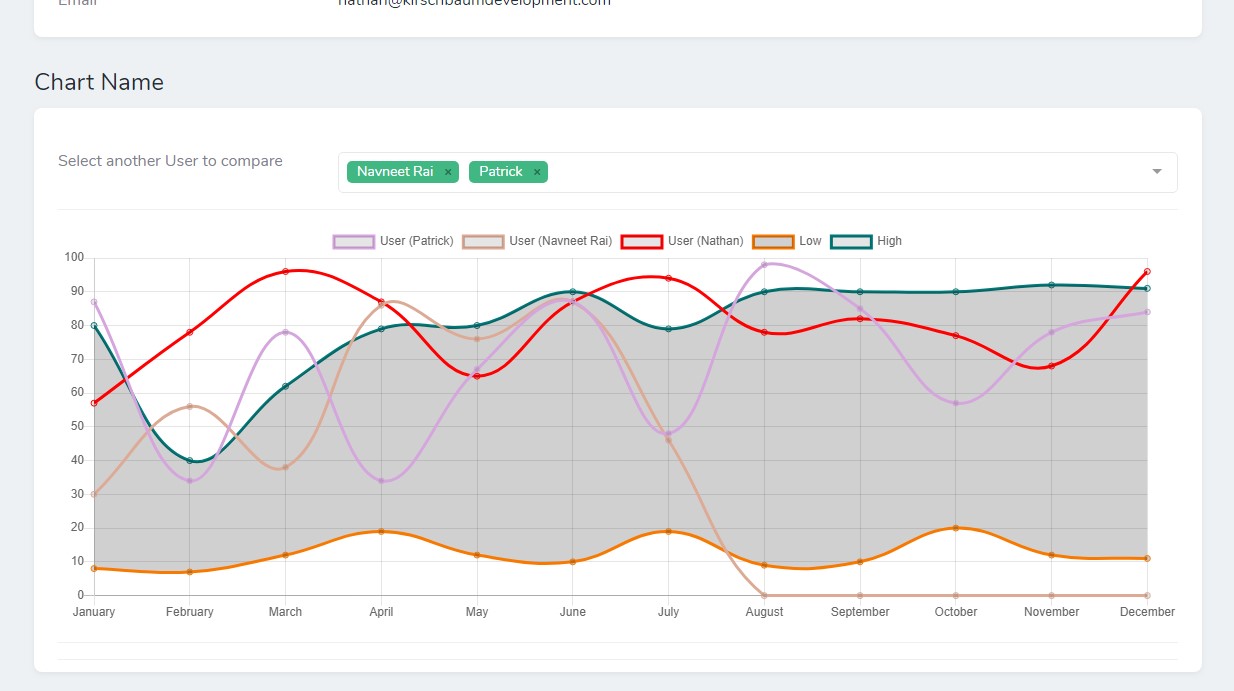 Email nathan@kirschbaumdevelopment.com
Chart Name
Select another User to compare
Navneet Rai × Patrick ×
User (Patrick) User (Navneet Rai) User (Nathan) Low High
100
90
80
70
60
50
40
30
20
10
0
January February March April May June July August September October November December